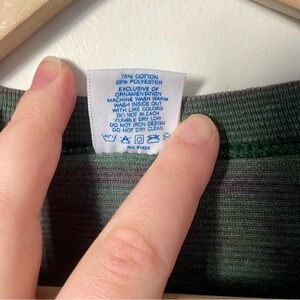 75% COTTON
25% POLYESTER
EXCLUSIVE OF
ORNAMENTATION
MACHINE WASH WARM
WASH INSIDE OUT
WITH LIKE COLORS
DO NOT BLEACH
TUMBLE DRY LOW
DO NOT IRON DESIGN
DO NOT DRY CLEAN